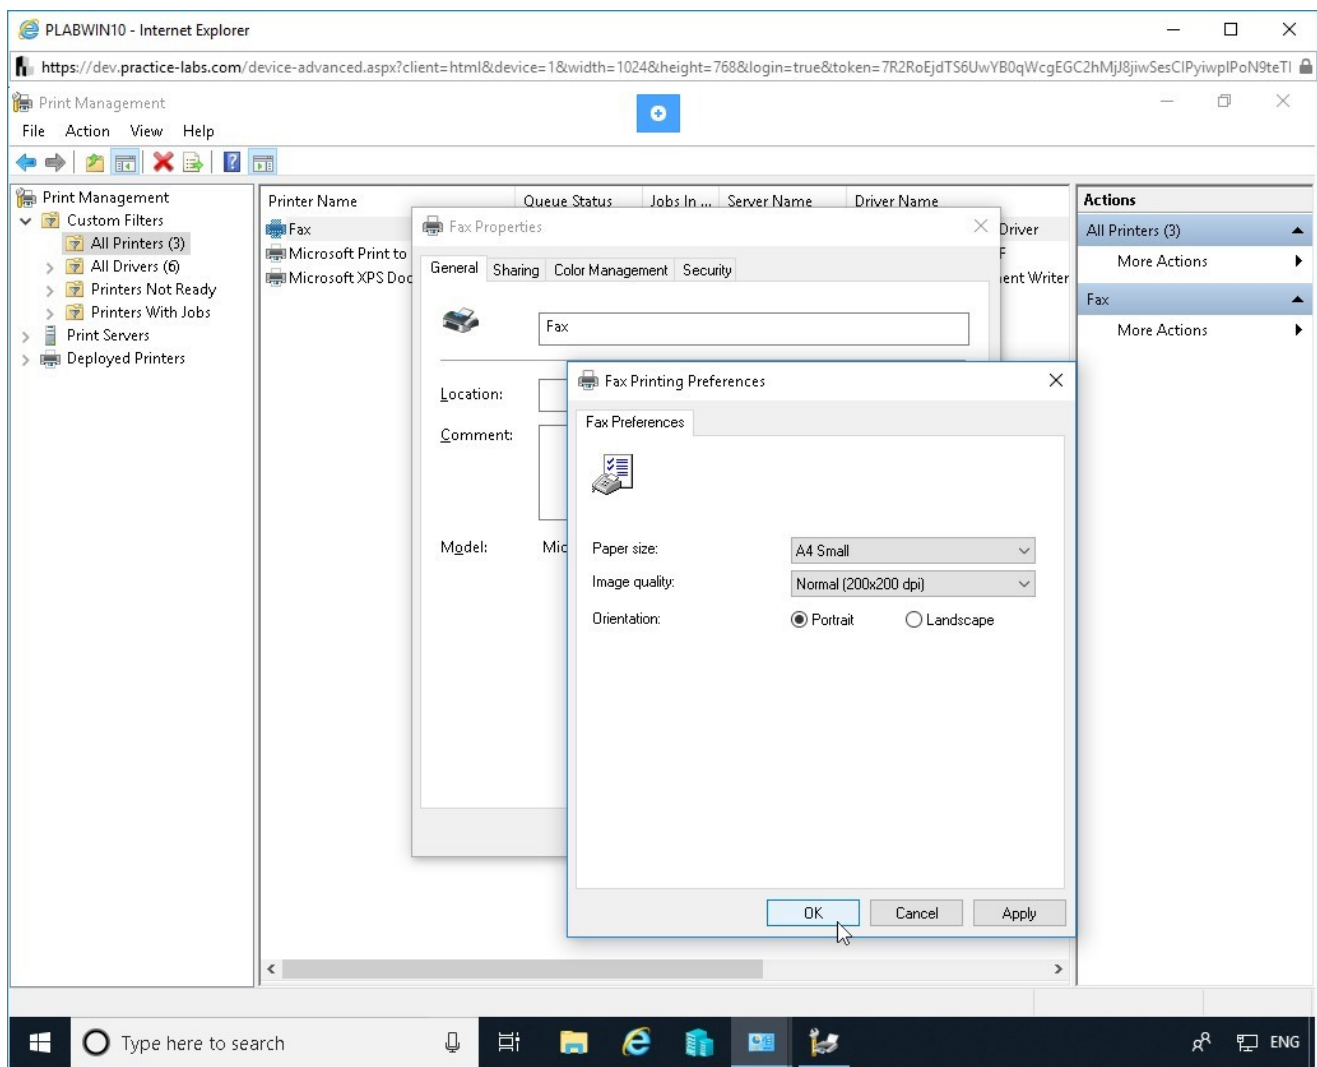 PLABWIN10 - Internet Explorer
https://dev.practice-labs.com/device-advanced.aspx?client=html&device=1&width=1024&height=768&login=true&token=7R2RoEjdTS6UwYB0qWcgEGC2hMjJ8jiwSesCIPyiwpIPoN9teTI
Print Management
File Action View Help
Print Management
Custom Filters
All Printers (3)
All Drivers (6)
Printers Not Ready
Printers With Jobs
Print Servers
Deployed Printers
Printer Name Queue Status Jobs In ... Server Name Driver Name
Fax Driver
Microsoft Print to F
Microsoft XPS Doc ent Writer
Fax Properties
General Sharing Color Management Security
Fax
Location:
Comment:
Model: Mic
Fax Printing Preferences
Fax Preferences
Paper size: A4 Small
Image quality: Normal (200x200 dpi)
Orientation: Portrait Landscape
OK Cancel Apply
Actions
All Printers (3)
More Actions
Fax
More Actions
Type here to search
ENG